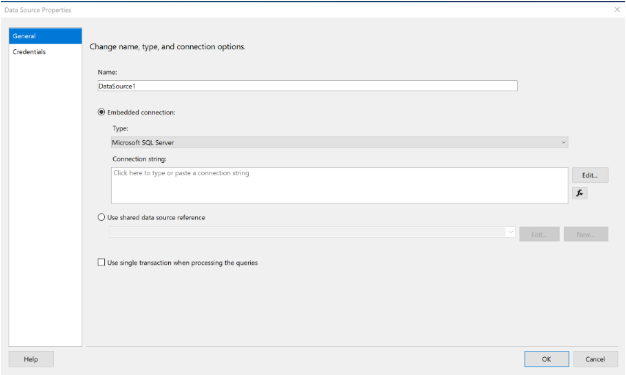 Data Source Properties
General
Credentials
Change name, type, and connection options.
Name:
DataSource1
Embedded connection:
Type:
Microsoft SQL Server
Connection string:
Click here to type or paste a connection string
Edit...
fx
Use shared data source reference
Edit...
New...
Use single transaction when processing the queries
Help
OK
Cancel